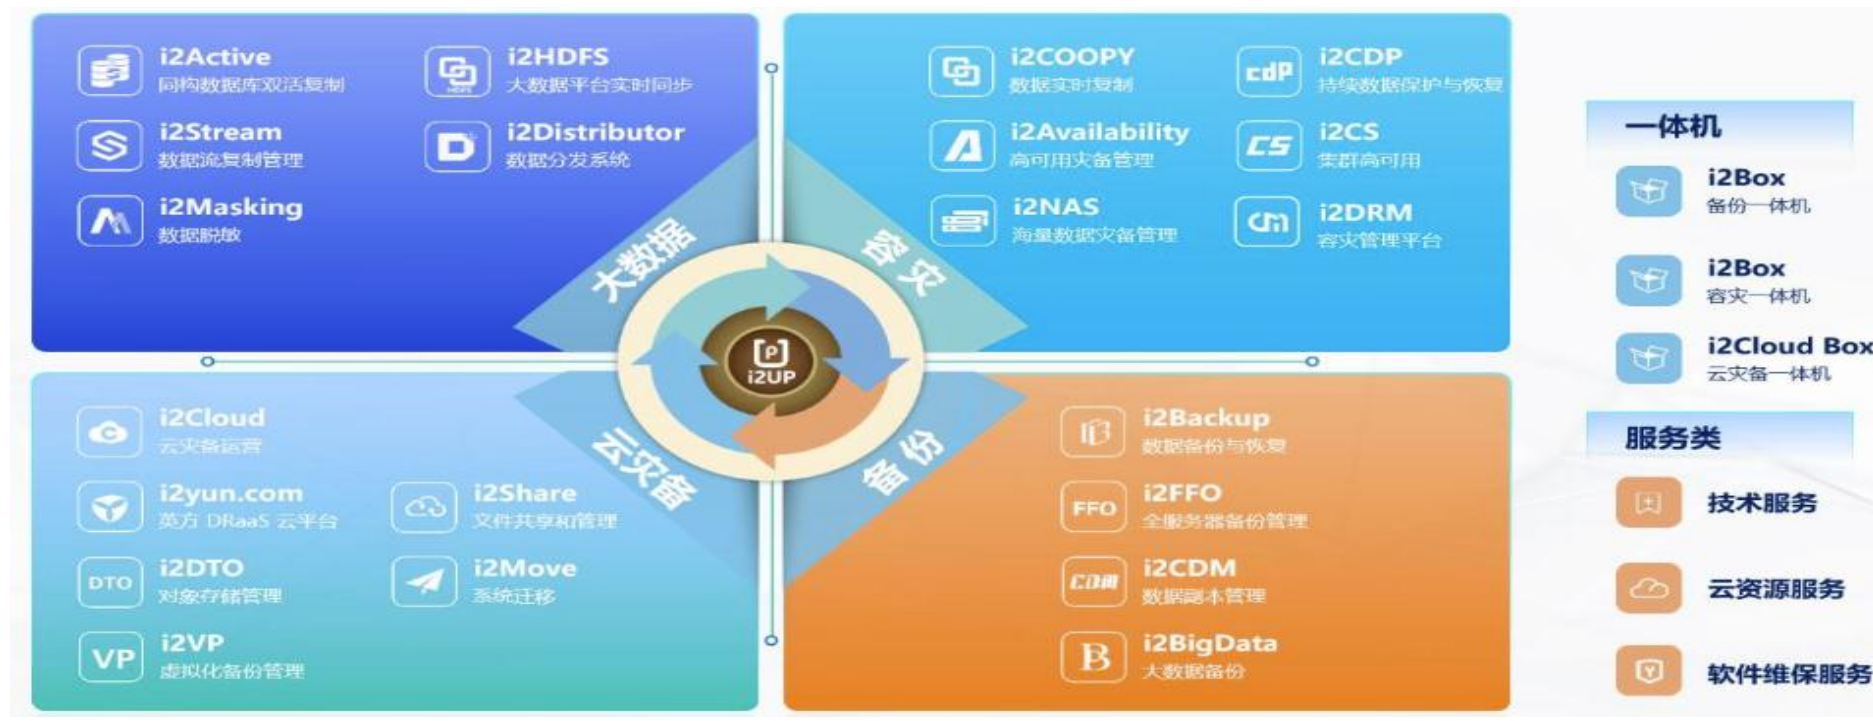 i2Active
同构数据库双活复制
i2HDFS
大数据平台实时同步
i2Stream
数据流复制管理
i2Distributor
数据分发系统
i2Masking
数据脱敏
大数据
i2COOPY
数据实时复制
i2CDP
持续数据保护与恢复
i2Availability
高可用灾备管理
i2CS
集群高可用
i2NAS
海量数据灾备管理
i2DRM
容灾管理平台
容灾
i2UP
i2Cloud
云灾备运营
i2yun.com
英方 DRaaS 云平台
i2Share
文件共享和管理
DTO
i2DTO
对象存储管理
i2Move
系统迁移
VP
i2VP
虚拟化备份管理
云灾备
i2Backup
数据备份与恢复
FFO
i2FFO
全服务器备份管理
CDM
i2CDM
数据副本管理
i2BigData
大数据备份
备份
一体机
i2Box
备份一体机
i2Box
容灾一体机
i2Cloud Box
云灾备一体机
服务类
技术服务
云资源服务
软件维保服务